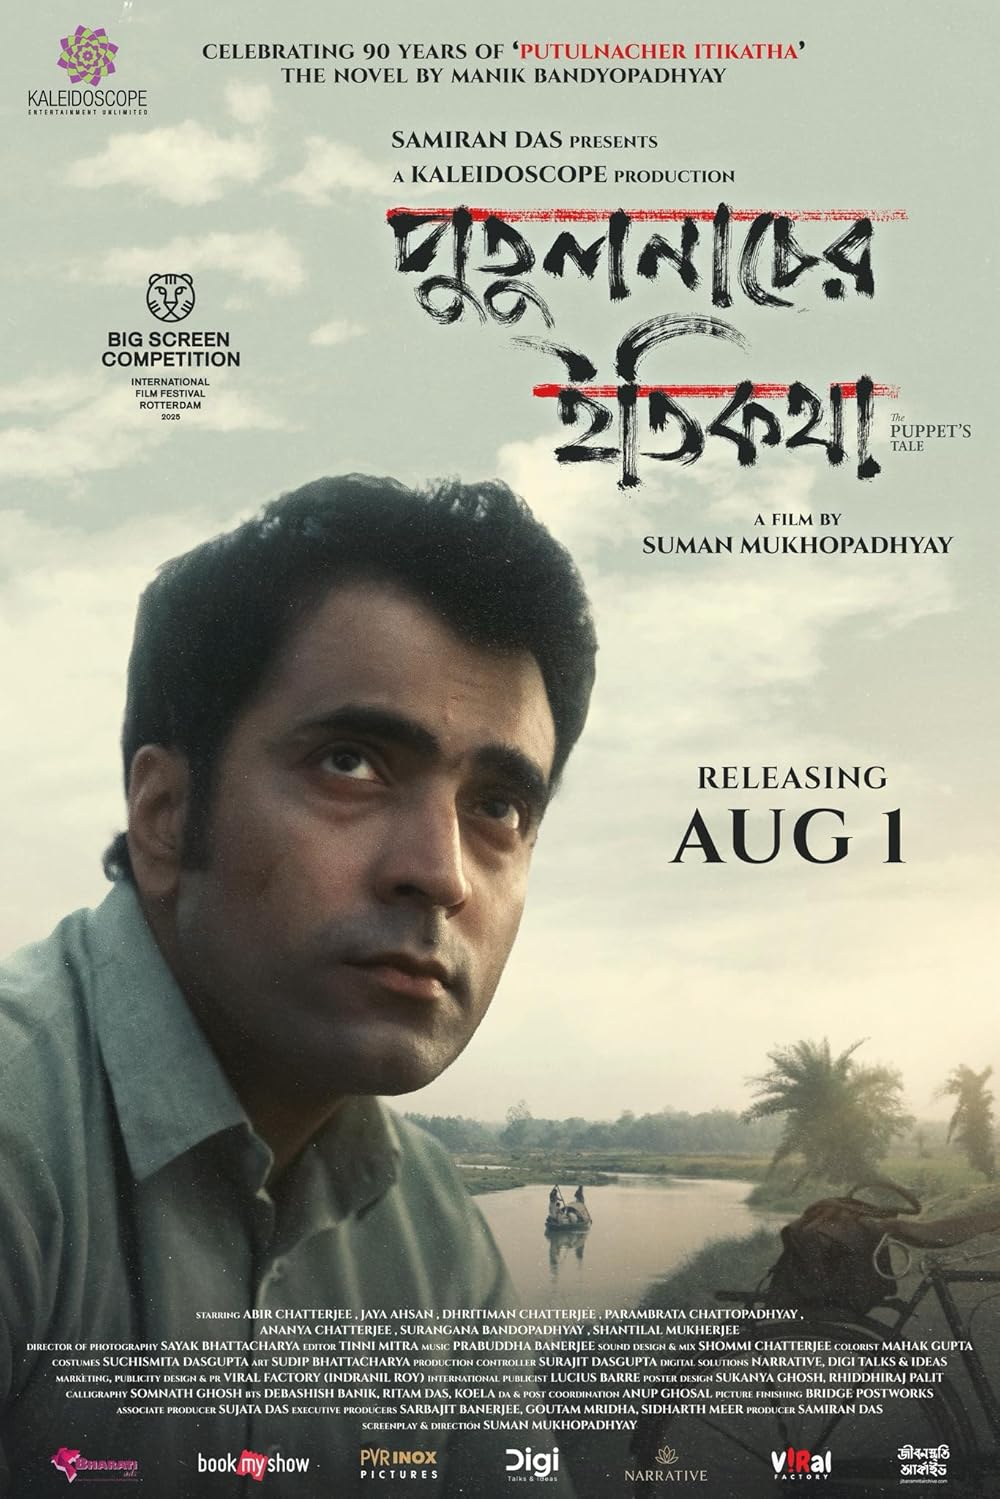 KALEIDOSCOPE
ENTERTAINMENT UNLIMITED
CELEBRATING 90 YEARS OF ‘PUTULNACHER ITIKATHA’
THE NOVEL BY MANIK BANDYOPADHYAY
SAMIRAN DAS PRESENTS
A KALEIDOSCOPE PRODUCTION
পুতুলনাচের
ইতিকথা
The
PUPPET'S
TALE
BIG SCREEN
COMPETITION
INTERNATIONAL
FILM FESTIVAL
ROTTERDAM
2025
A FILM BY
SUMAN MUKHOPADHYAY
RELEASING
AUG 1
STARRING ABIR CHATTERJEE , JAYA AHSAN , DHRITIMAN CHATTERJEE , PARAMBRATA CHATTOPADHYAY ,
ANANYA CHATTERJEE , SURANGANA BANDOPADHYAY , SHANTILAL MUKHERJEE
DIRECTOR OF PHOTOGRAPHY SAYAK BHATTACHARYA EDITOR TINNI MITRA MUSIC PRABUDDHA BANERJEE SOUND DESIGN & MIX SHOMMI CHATTERJEE COLORIST MAHAK GUPTA
COSTUMES SUCHISMITA DASGUPTA ART SUDIP BHATTACHARYA PRODUCTION CONTROLLER SURAJIT DASGUPTA DIGITAL SOLUTIONS NARRATIVE, DIGI TALKS & IDEAS
MARKETING, PUBLICITY DESIGN & PR VIRAL FACTORY (INDRANIL ROY) INTERNATIONAL PUBLICIST LUCIUS BARRE POSTER DESIGN SUKANYA GHOSH, RHIDDHIRAJ PALIT
CALLIGRAPHY SOMNATH GHOSH BTS DEBASHISH BANIK, RITAM DAS, KOELA DA & POST COORDINATION ANUP GHOSAL PICTURE FINISHING BRIDGE POSTWORKS
ASSOCIATE PRODUCER SUJATA DAS EXECUTIVE PRODUCERS SARBAJIT BANERJEE, GOUTAM MRIDHA, SIDHARTH MEER PRODUCER SAMIRAN DAS
SCREENPLAY & DIRECTION SUMAN MUKHOPADHYAY
BHARATI ads
bookmyshow
PVR INOX
PICTURES
Digi
Talks & Ideas
NARRATIVE
VIRal
FACTORY
জীবনস্মৃতি
আর্কাইভ